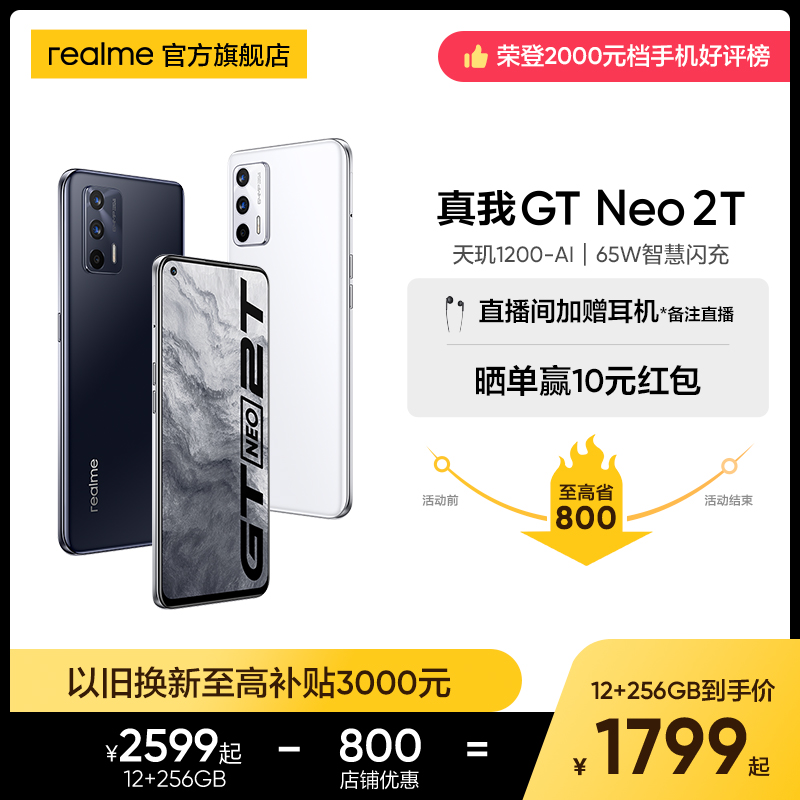 realme 官方旗舰店
荣登2000元档手机好评榜
真我GT Neo2T
天玑1200-AI｜65W智慧闪充
直播间加赠耳机*备注直播
晒单赢10元红包
活动前
至高省
800
活动结束
realme
GT NEO 2T
以旧换新至高补贴3000元
¥2599起 - 800 =
12+256GB 店铺优惠
12+256GB到手价
¥1799起